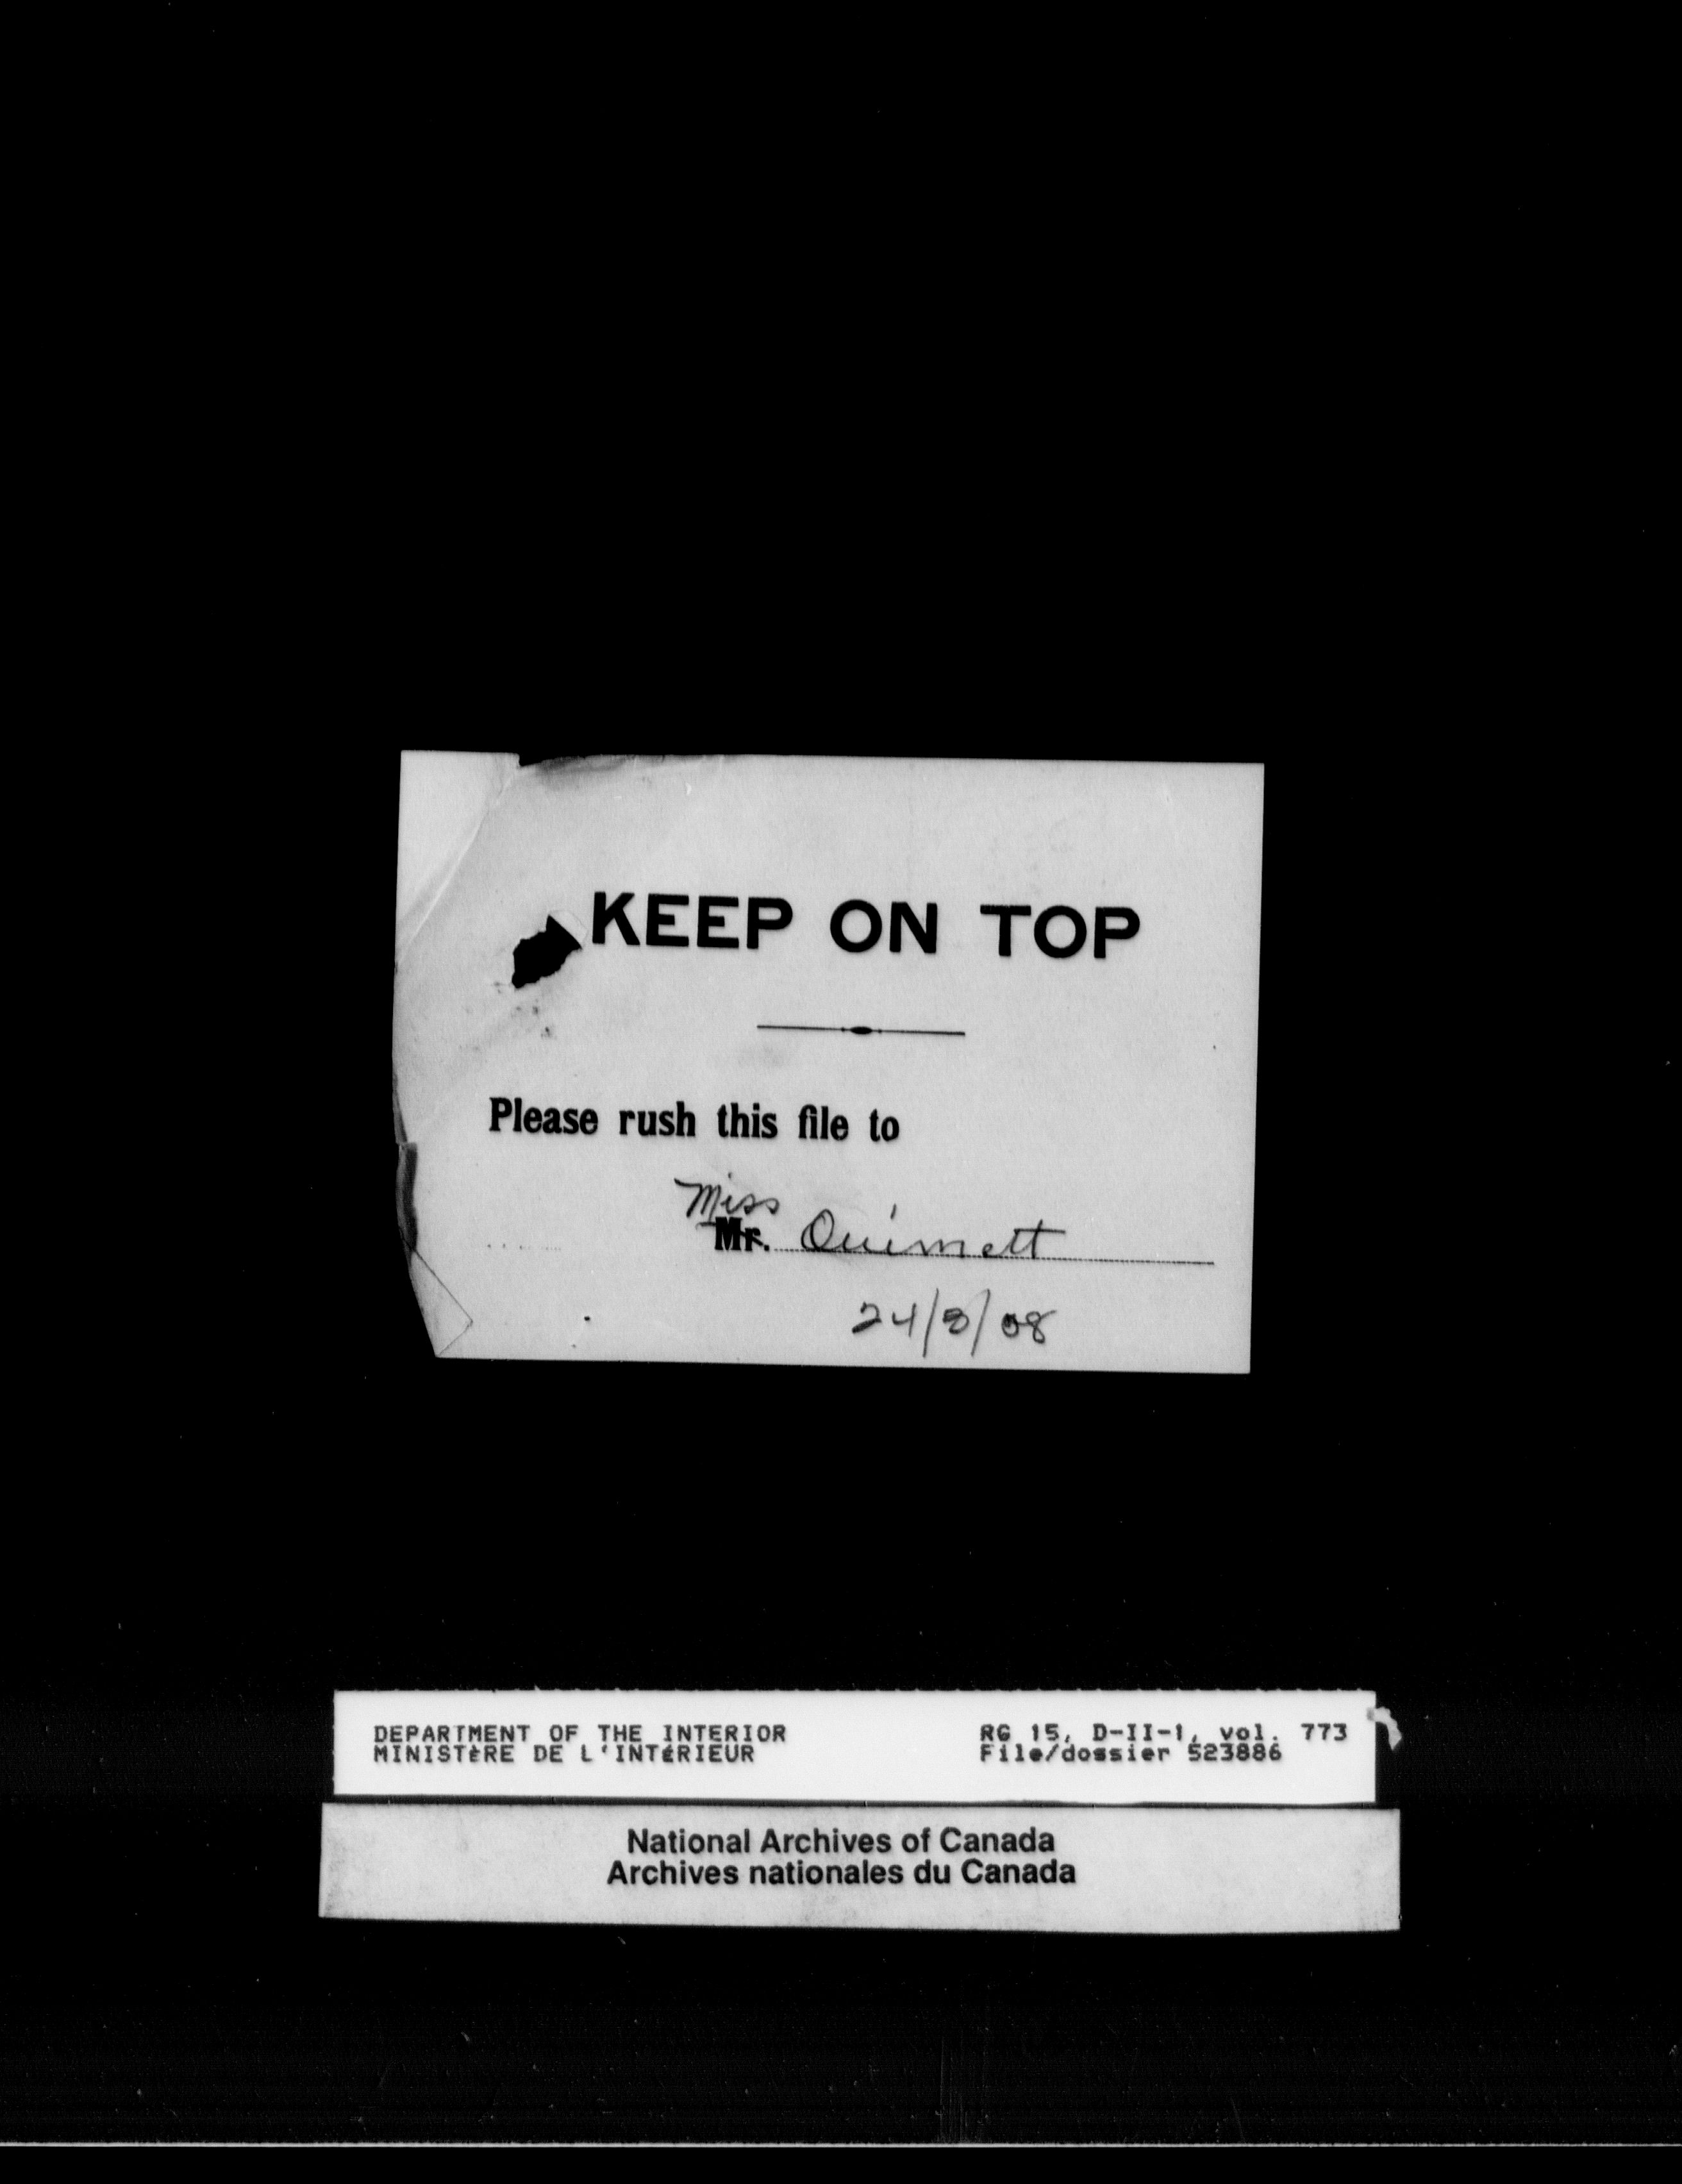 KEEP ON TOP
Please rush this file to
Miss
Mr. Ouimett
24/3/08
DEPARTMENT OF THE INTERIOR
MINISTèRE DE L'INTéRIEUR
RG 15, D-II-1, vol. 773
File/dossier 523886
National Archives of Canada
Archives nationales du Canada